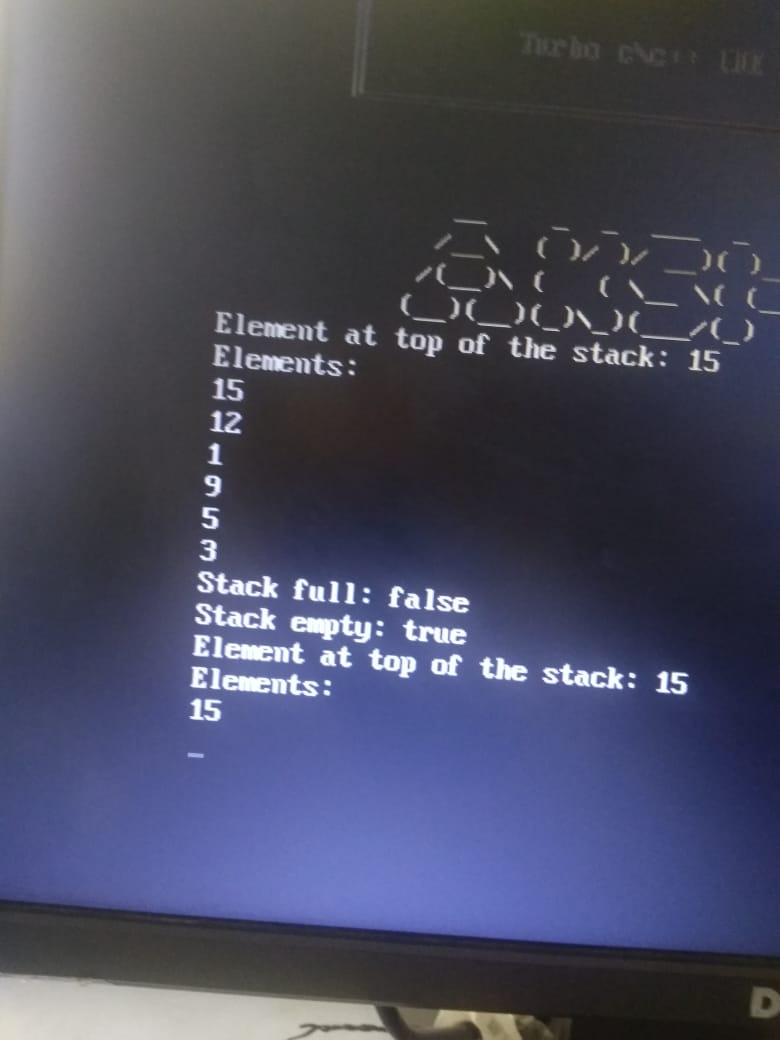 Turbo C\C++ IDE
Element at top of the stack: 15
Elements:
15
12
1
9
5
3
Stack full: false
Stack empty: true
Element at top of the stack: 15
Elements:
15
_
D